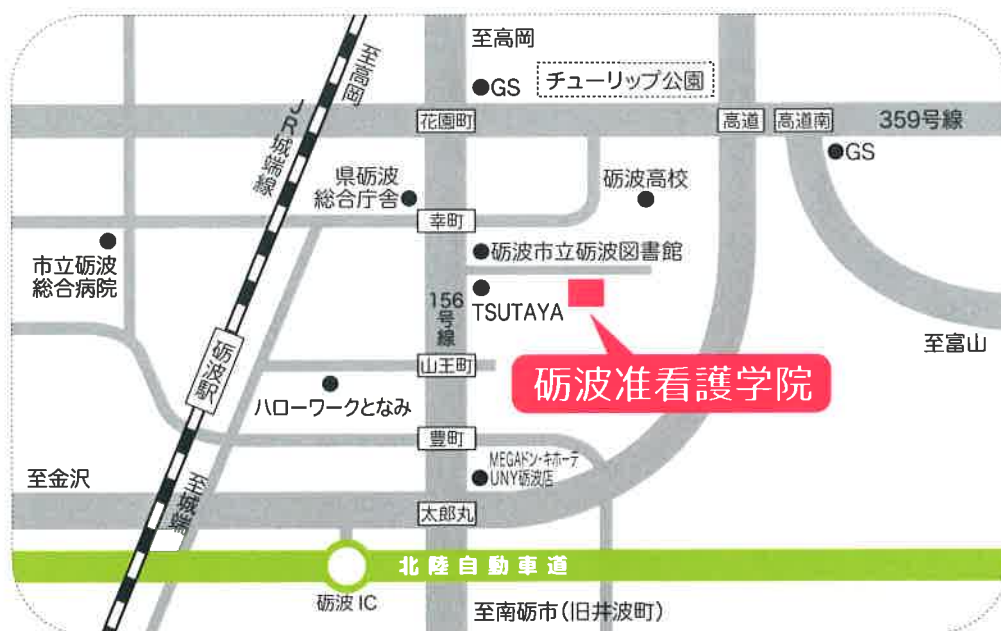 至高岡
至高岡
GS
チューリップ公園
花園町
高道
高道南
359号線
JR城端線
GS
県砺波
総合庁舎
砺波高校
幸町
市立砺波
総合病院
砺波市立砺波図書館
156
号
線
TSUTAYA
至富山
砺波駅
山王町
砺波准看護学院
ハローワークとなみ
豊町
MEGAドン・キホーテ
UNY砺波店
至金沢
至城端
太郎丸
北陸自動車道
砺波 IC
至南砺市(旧井波町)